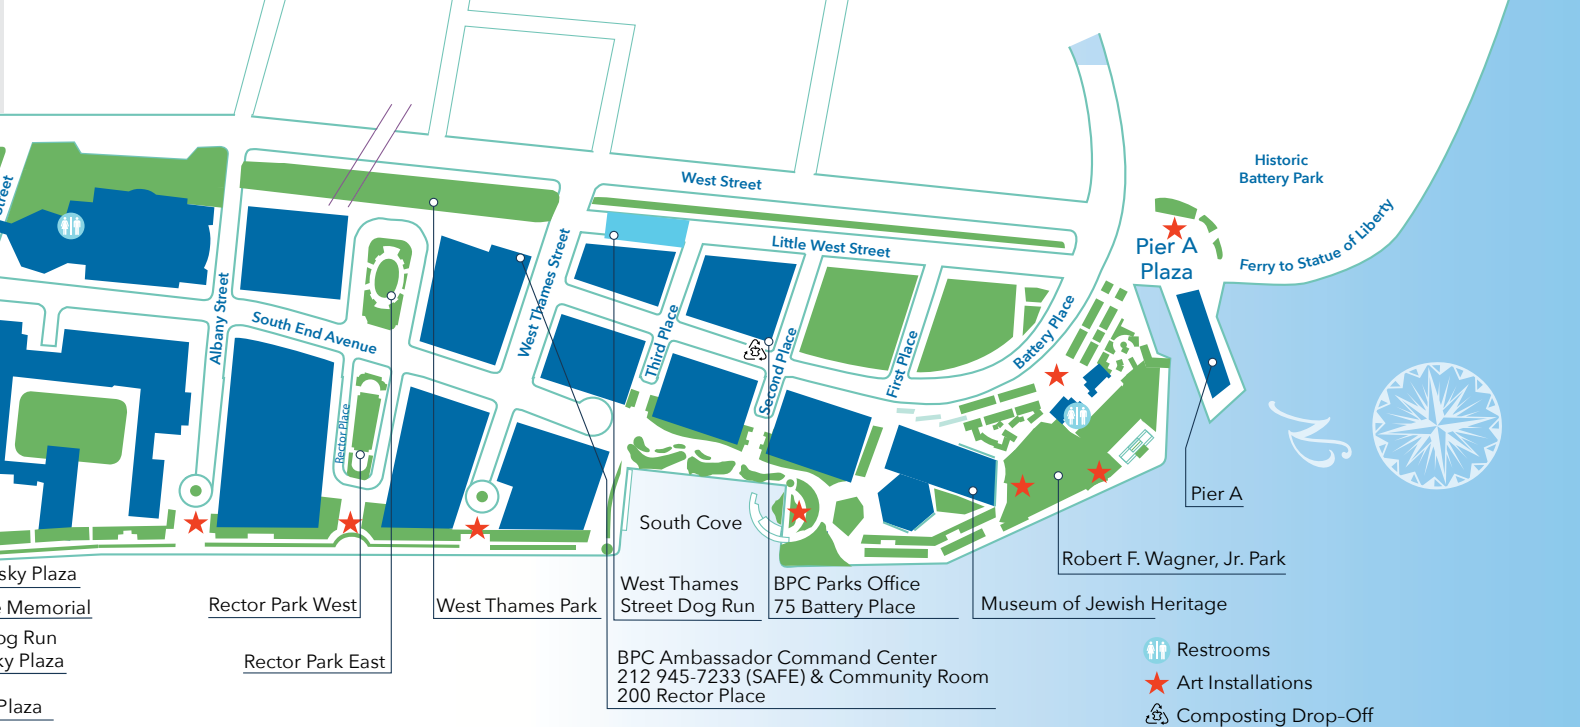 Historic
Battery Park
West Street
Street
Ferry to Statue of Liberty
Pier A
Plaza
Little West Street
West Thames Street
Albany Street
South End Avenue
Third Place
Second Place
First Place
Battery Place
Rector Place
Pier A
South Cove
Robert F. Wagner, Jr. Park
sky Plaza
e Memorial
og Run
ky Plaza
Plaza
Rector Park West
Rector Park East
West Thames Park
West Thames
Street Dog Run
BPC Parks Office
75 Battery Place
Museum of Jewish Heritage
BPC Ambassador Command Center
212 945-7233 (SAFE) & Community Room
200 Rector Place
Restrooms
Art Installations
Composting Drop-Off